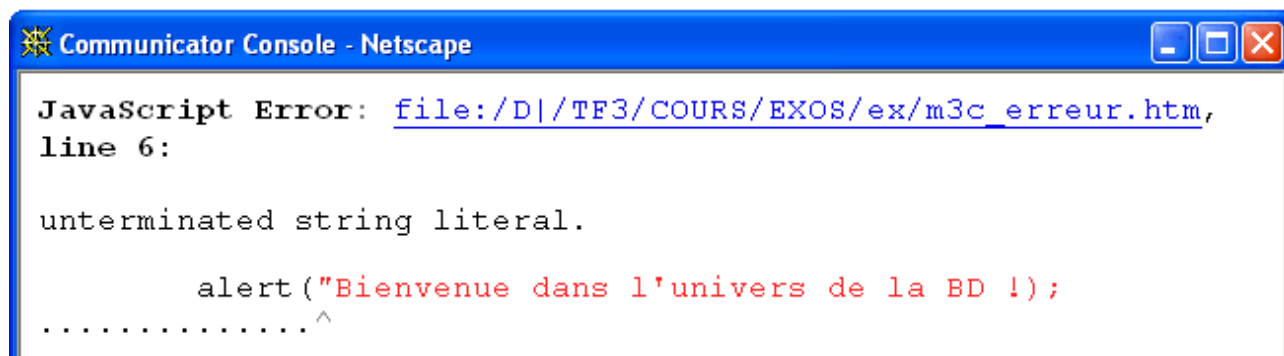 Communicator Console - Netscape
JavaScript Error: file:/D|/TF3/COURS/EXOS/ex/m3c_erreur.htm,
line 6:
unterminated string literal.
alert("Bienvenue dans l'univers de la BD !);
..............^